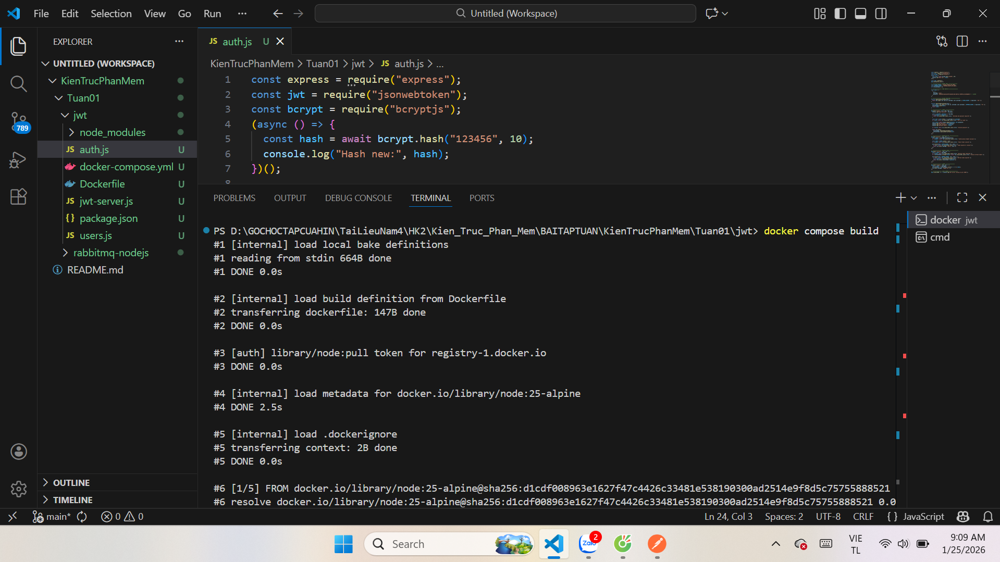 File Edit Selection View Go Run ··· Untitled (Workspace)
EXPLORER ···
UNTITLED (WORKSPACE)
KienTrucPhanMem
Tuan01
jwt
node_modules
JS auth.js U
docker-compose.yml U
Dockerfile U
JS jwt-server.js U
{} package.json U
JS users.js U
rabbitmq-nodejs
README.md
OUTLINE
TIMELINE
789
JS auth.js U
KienTrucPhanMem > Tuan01 > jwt > JS auth.js > ...
1 const express = require("express");
2 const jwt = require("jsonwebtoken");
3 const bcrypt = require("bcryptjs");
4 (async () => {
5 const hash = await bcrypt.hash("123456", 10);
6 console.log("Hash new:", hash);
7 })();
8
PROBLEMS OUTPUT DEBUG CONSOLE TERMINAL PORTS
PS D:\GOCHOCTAPCUAHIN\TaiLieuNam4\HK2\Kien_Truc_Phan_Mem\BAITAPTUAN\KienTrucPhanMem\Tuan01\jwt> docker compose build
#1 [internal] load local bake definitions
#1 reading from stdin 664B done
#1 DONE 0.0s
#2 [internal] load build definition from Dockerfile
#2 transferring dockerfile: 147B done
#2 DONE 0.0s
#3 [auth] library/node:pull token for registry-1.docker.io
#3 DONE 0.0s
#4 [internal] load metadata for docker.io/library/node:25-alpine
#4 DONE 2.5s
#5 [internal] load .dockerignore
#5 transferring context: 2B done
#5 DONE 0.0s
#6 [1/5] FROM docker.io/library/node:25-alpine@sha256:d1cdf008963e1627f47c4426c33481e538190300ad2514e9f8d5c75755888521
#6 resolve docker.io/library/node:25-alpine@sha256:d1cdf008963e1627f47c4426c33481e538190300ad2514e9f8d5c75755888521 0.0
docker jwt
cmd
main* 0 0 Ln 24, Col 3 Spaces: 2 UTF-8 CRLF {} JavaScript
Search
Zalo
2
VIE
TL
9:09 AM
1/25/2026